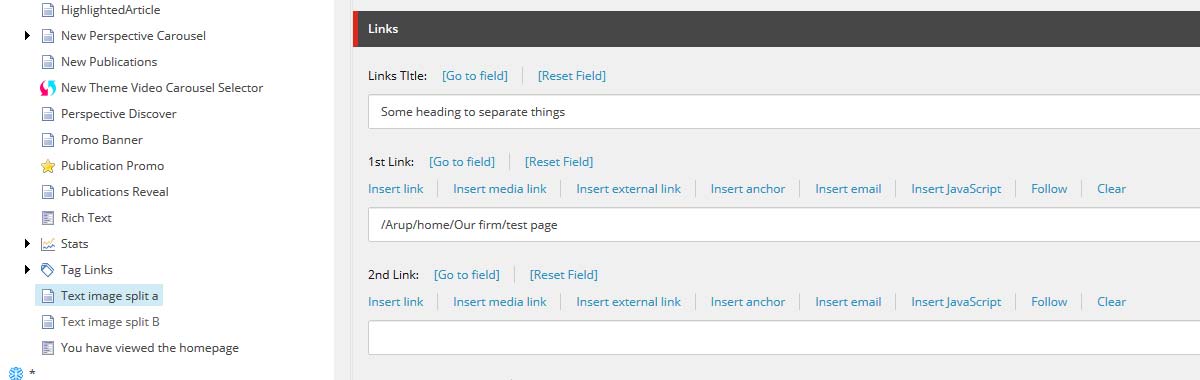 HighlightedArticle
New Perspective Carousel
New Publications
New Theme Video Carousel Selector
Perspective Discover
Promo Banner
Publication Promo
Publications Reveal
Rich Text
Stats
Tag Links
Text image split a
Text image split B
You have viewed the homepage
*
Links
Links TItle: [Go to field] [Reset Field]
Some heading to separate things
1st Link: [Go to field] [Reset Field]
Insert link Insert media link Insert external link Insert anchor Insert email Insert JavaScript Follow Clear
/Arup/home/Our firm/test page
2nd Link: [Go to field] [Reset Field]
Insert link Insert media link Insert external link Insert anchor Insert email Insert JavaScript Follow Clear